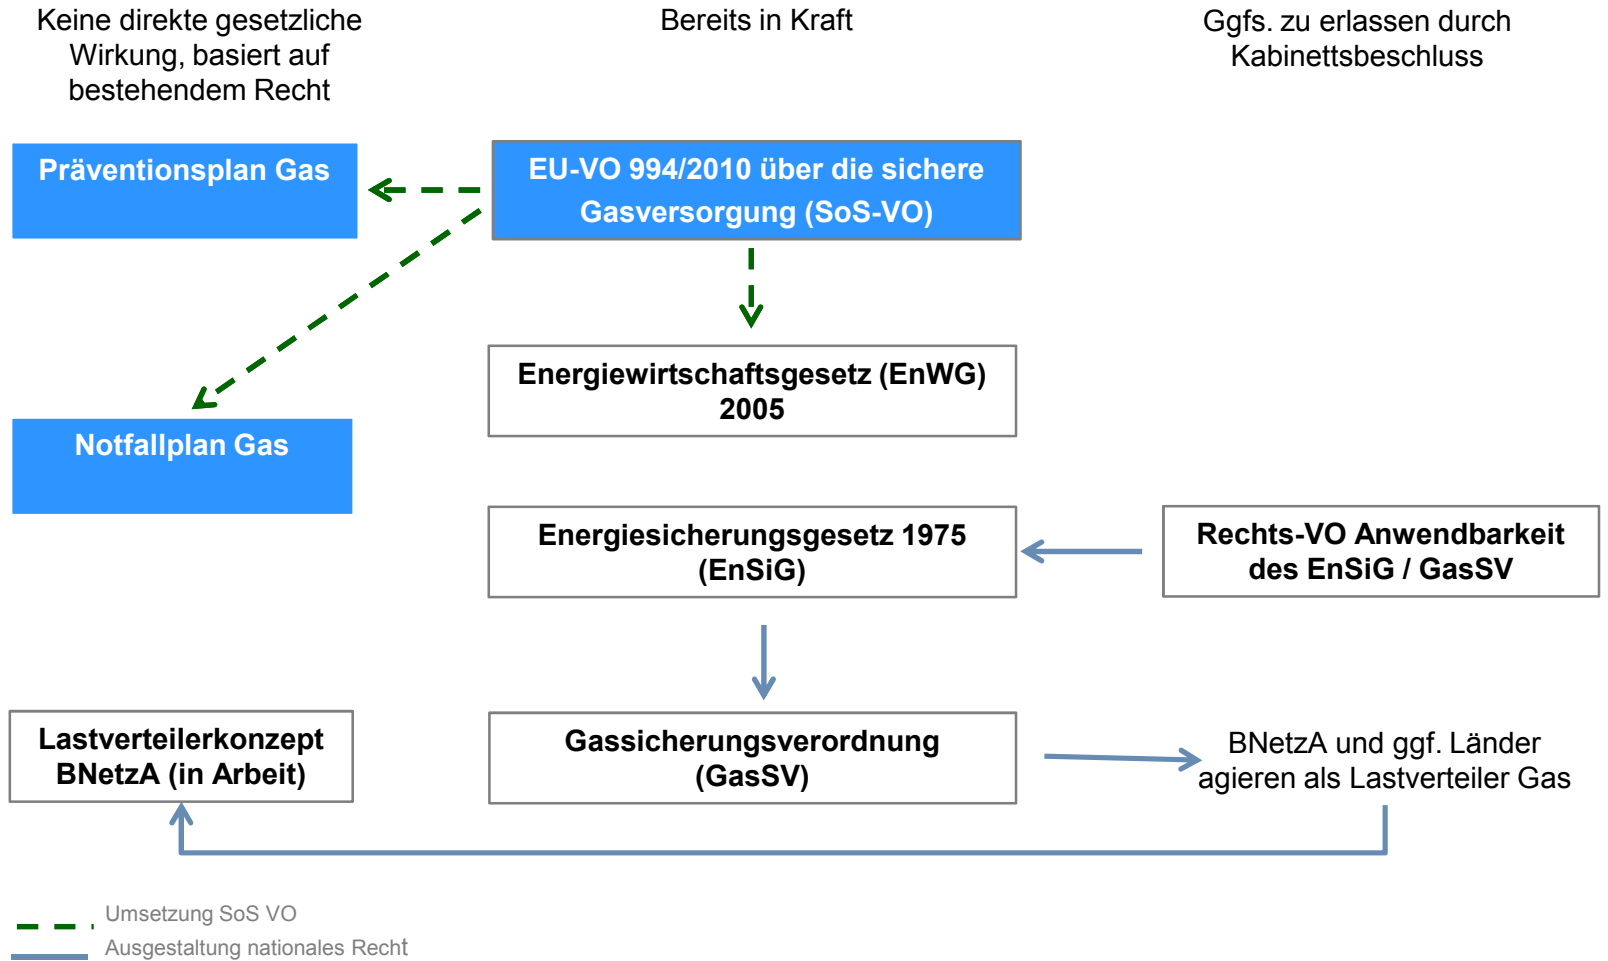 Keine direkte gesetzliche
Wirkung, basiert auf
bestehendem Recht
Bereits in Kraft
Ggfs. zu erlassen durch
Kabinettsbeschluss
Präventionsplan Gas
EU-VO 994/2010 über die sichere
Gasversorgung (SoS-VO)
Energiewirtschaftsgesetz (EnWG)
2005
Notfallplan Gas
Energiesicherungsgesetz 1975
(EnSiG)
Rechts-VO Anwendbarkeit
des EnSiG / GasSV
Lastverteilerkonzept
BNetzA (in Arbeit)
Gassicherungsverordnung
(GasSV)
BNetzA und ggf. Länder
agieren als Lastverteiler Gas
Umsetzung SoS VO
Ausgestaltung nationales Recht